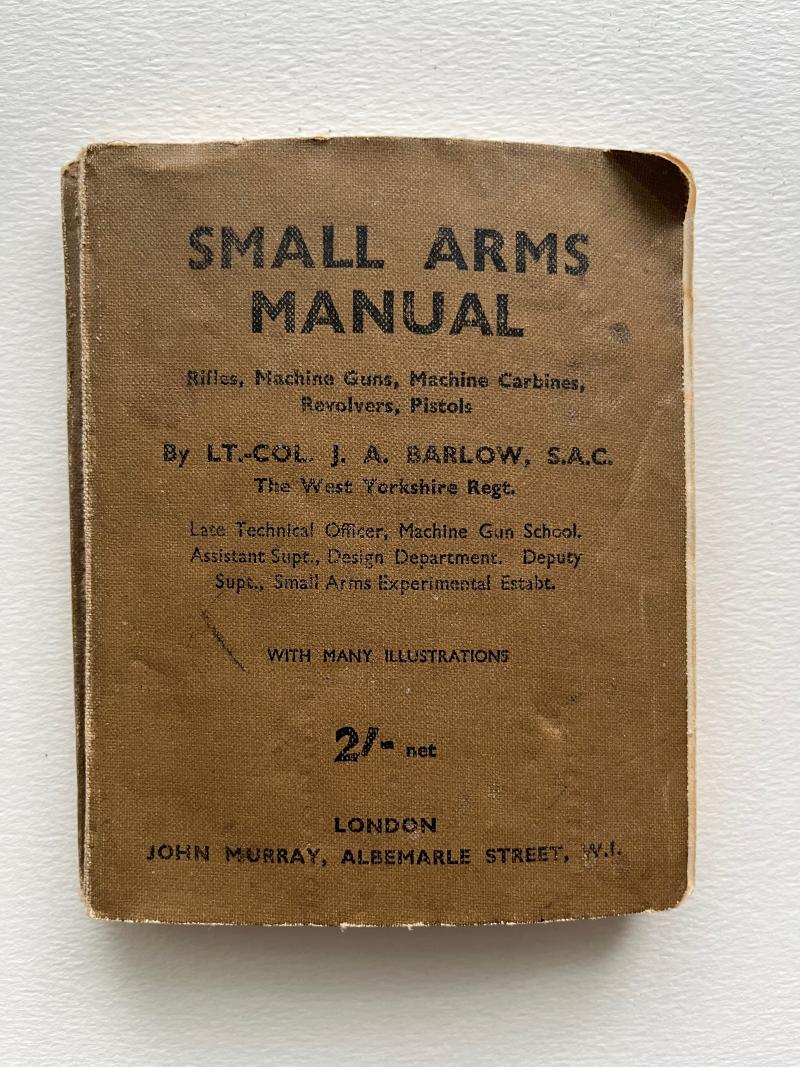 SMALL ARMS
MANUAL
Rifles, Machine Guns, Machine Carbines,
Revolvers, Pistols
By LT.-COL. J. A. BARLOW, S.A.C.
The West Yorkshire Regt.
Late Technical Officer, Machine Gun School.
Assistant Supt., Design Department. Deputy
Supt., Small Arms Experimental Estabt.
WITH MANY ILLUSTRATIONS
2/- net
LONDON
JOHN MURRAY, ALBEMARLE STREET, W.1.